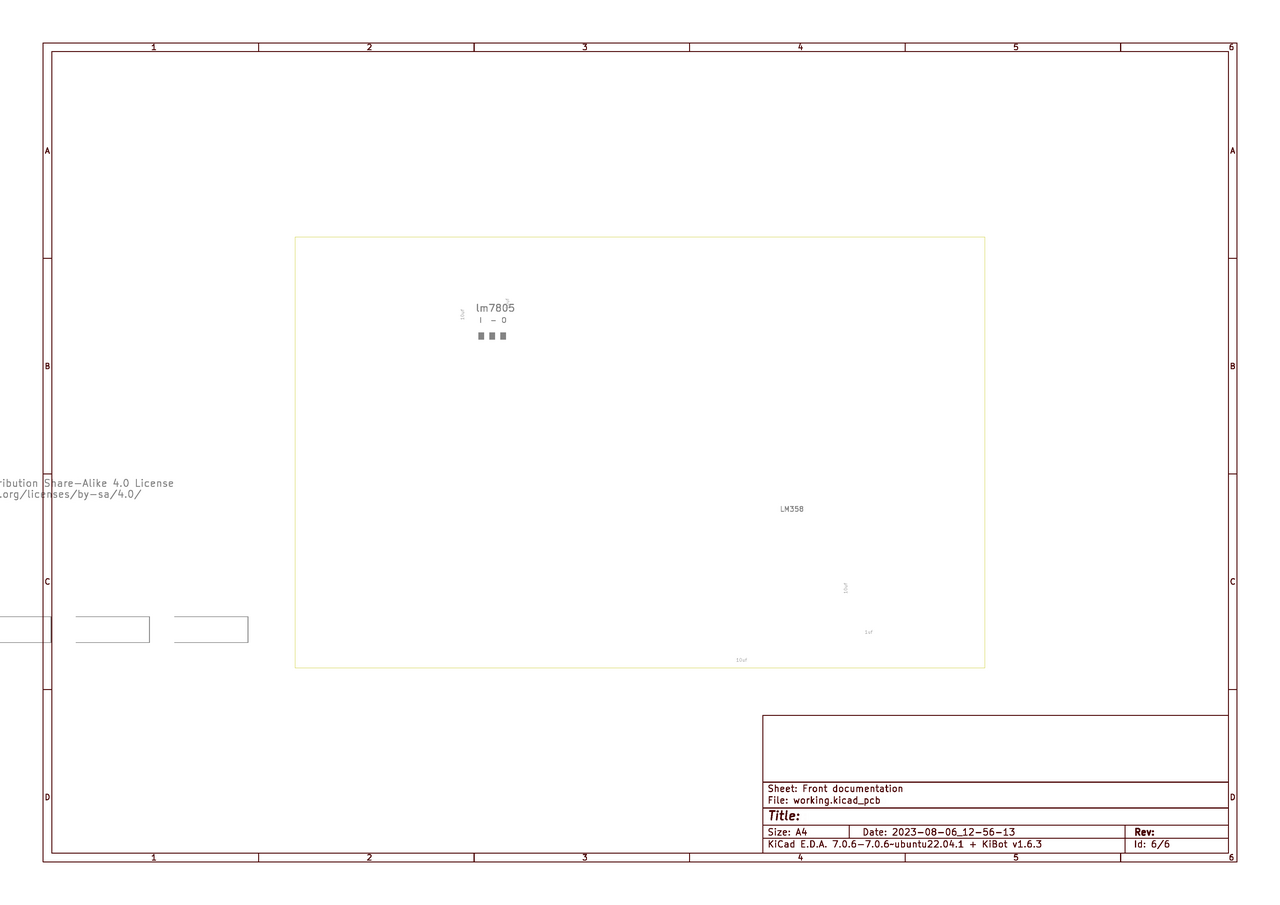 1 2 3 4 5 6
A A
lm7805
10uF
I - O
B B
ribution Share-Alike 4.0 License
.org/licenses/by-sa/4.0/
LM358
C C
10uF
1uF
10uF
Sheet: Front documentation
File: working.kicad_pcb
D D
Title:
Size: A4 Date: 2023-08-06_12-56-13 Rev:
KiCad E.D.A. 7.0.6-7.0.6~ubuntu22.04.1 + KiBot v1.6.3 Id: 6/6
1 2 3 4 5 6